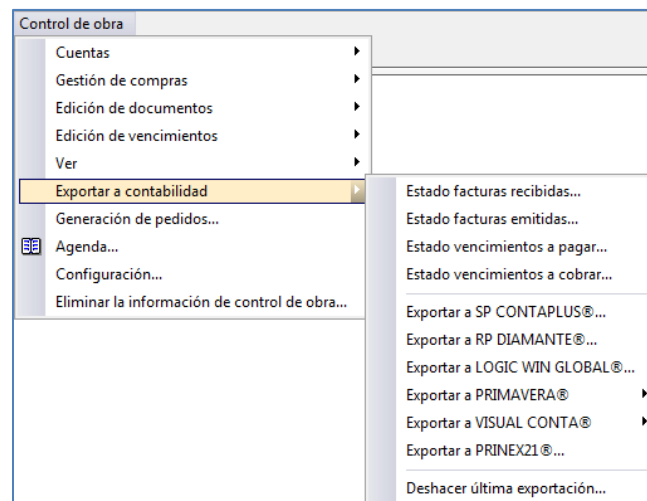 Control de obra
Cuentas
Gestión de compras
Edición de documentos
Edición de vencimientos
Ver
Exportar a contabilidad
Generación de pedidos...
Agenda...
Configuración...
Eliminar la información de control de obra...
Estado facturas recibidas...
Estado facturas emitidas...
Estado vencimientos a pagar...
Estado vencimientos a cobrar...
Exportar a SP CONTAPLUS®...
Exportar a RP DIAMANTE®...
Exportar a LOGIC WIN GLOBAL®...
Exportar a PRIMAVERA®
Exportar a VISUAL CONTA®
Exportar a PRINEX21®...
Deshacer última exportación...